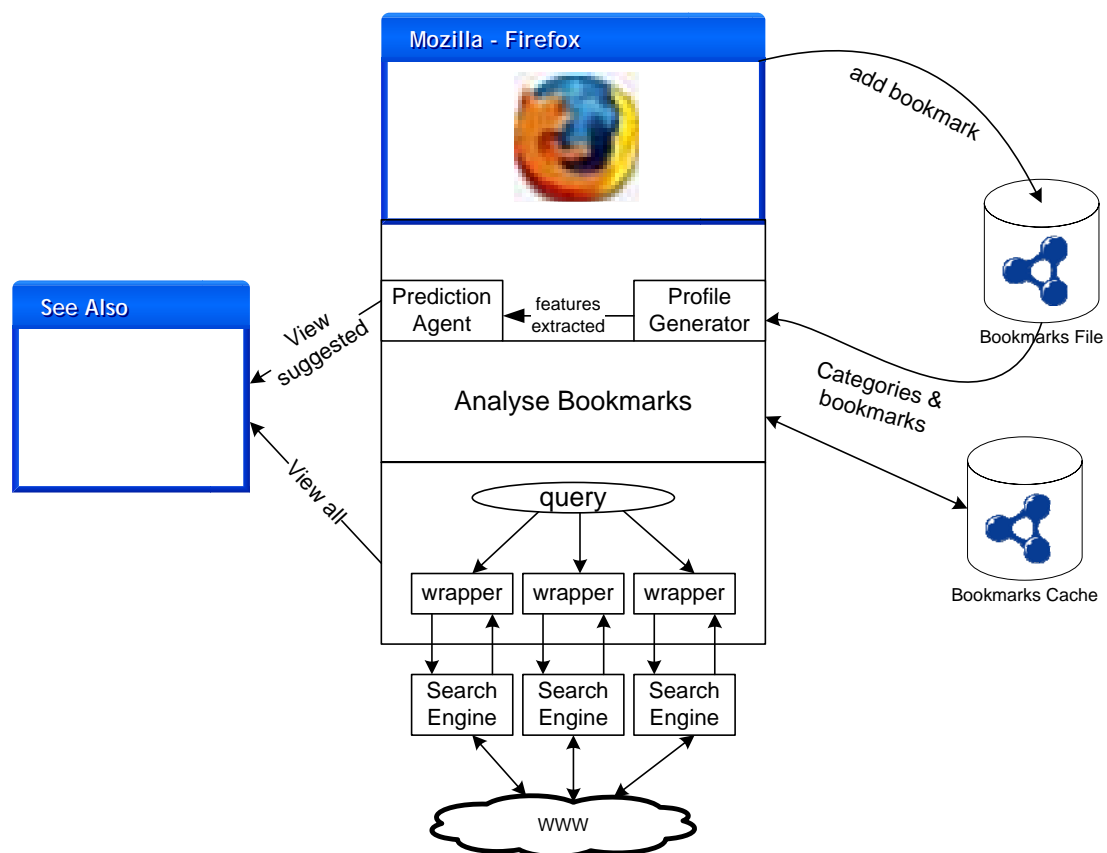 Mozilla - Firefox
add bookmark
Bookmarks File
See Also
View
suggested
Prediction
Agent
features
extracted
Profile
Generator
Categories &
bookmarks
Analyse Bookmarks
View all
Bookmarks Cache
query
wrapper
wrapper
wrapper
Search
Engine
Search
Engine
Search
Engine
www